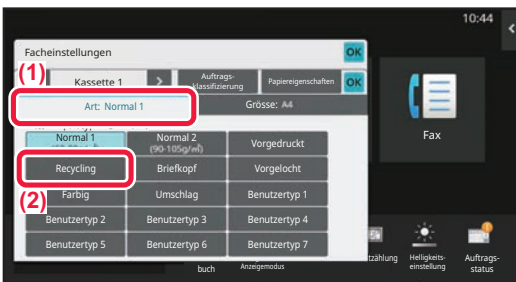 10:44
Facheinstellungen
OK
(1)
Kassette 1
Auftrags-
klassifizierung
Papiereigenschaften
OK
Art: Normal 1
Grösse: A4
Normal 1
Normal 2
(90-105g/㎡)
Vorgedruckt
Recycling
Briefkopf
Vorgelocht
(2)
Farbig
Umschlag
Benutzertyp 1
Benutzertyp 2
Benutzertyp 3
Benutzertyp 4
Benutzertyp 5
Benutzertyp 6
Benutzertyp 7
Fax
buch
Anzeigemodus
tzählung
Helligkeits-
einstellung
Auftrags-
status